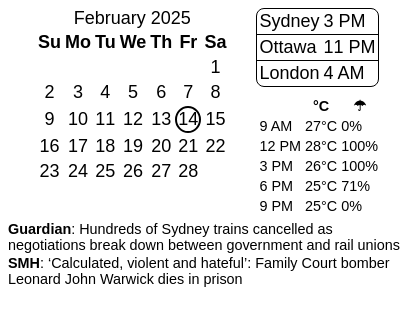 February 2025
Su Mo Tu We Th Fr Sa
1
2 3 4 5 6 7 8
9 10 11 12 13 14 15
16 17 18 19 20 21 22
23 24 25 26 27 28
Sydney 3 PM
Ottawa 11 PM
London 4 AM
°C ☂
9 AM 27°C 0%
12 PM 28°C 100%
3 PM 26°C 100%
6 PM 25°C 71%
9 PM 25°C 0%
Guardian: Hundreds of Sydney trains cancelled as
negotiations break down between government and rail unions
SMH: ‘Calculated, violent and hateful’: Family Court bomber
Leonard John Warwick dies in prison